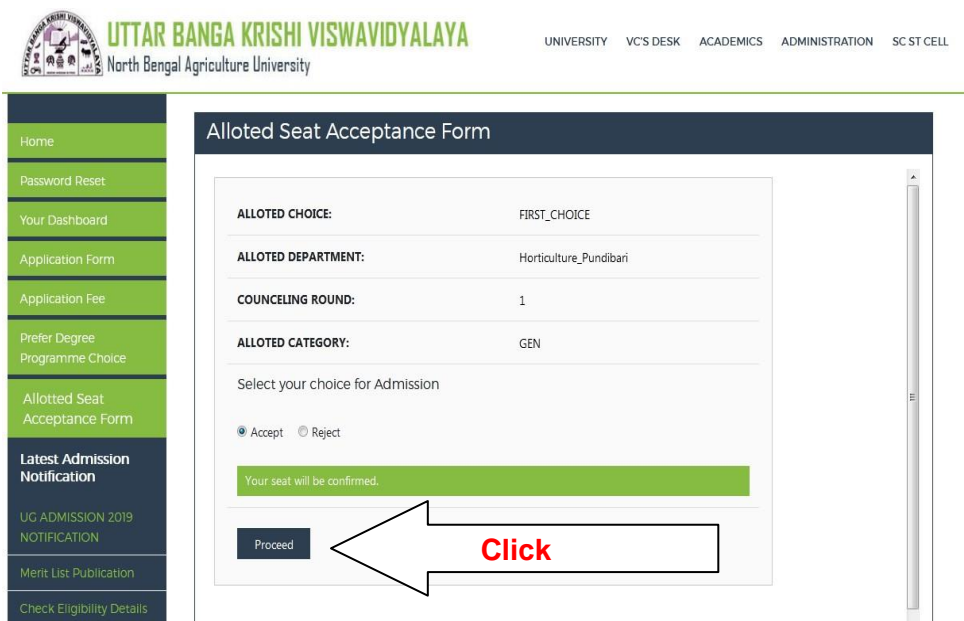 UTTAR BANGA KRISHI VISWAVIDYALAYA
North Bengal Agriculture University
UNIVERSITY VC'S DESK ACADEMICS ADMINISTRATION SC ST CELL
Home
Password Reset
Your Dashboard
Application Form
Application Fee
Prefer Degree
Programme Choice
Allotted Seat
Acceptance Form
Latest Admission
Notification
UG ADMISSION 2019
NOTIFICATION
Merit List Publication
Check Eligibility Details
Alloted Seat Acceptance Form
ALLOTED CHOICE: FIRST_CHOICE
ALLOTED DEPARTMENT: Horticulture_Pundibari
COUNCELING ROUND: 1
ALLOTED CATEGORY: GEN
Select your choice for Admission
Accept Reject
Your seat will be confirmed.
Proceed
Click